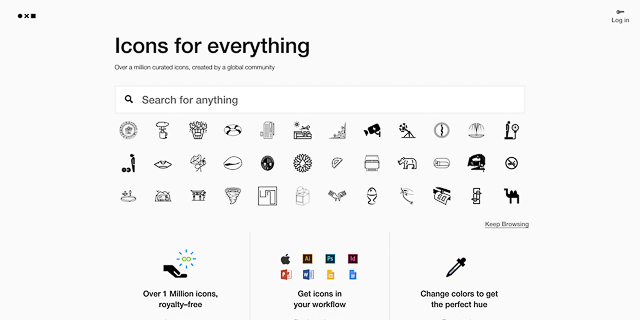 Log in
Icons for everything
Over a million curated icons, created by a global community
Search for anything
Keep Browsing
Ai Ps Id
P W
Over 1 Million icons,
royalty-free
Get icons in
your workflow
Change colors to get
the perfect hue